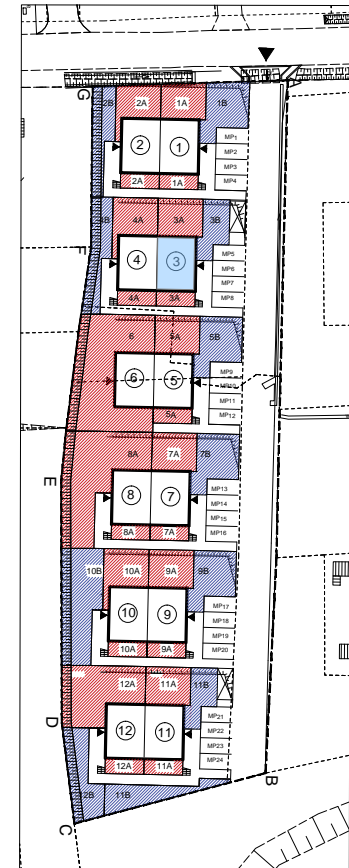 G
2B
2A
1A
1B
2
1
MP1
MP2
MP3
MP4
2A
1A
4B
4A
3A
3B
F
4
3
MP5
MP6
MP7
MP8
4A
3A
6
5A
5B
6
5
MP9
MP10
MP11
MP12
5A
8A
7A
7B
E
8
7
MP13
MP14
MP15
MP16
8A
7A
10B
10A
9A
9B
10
9
MP17
MP18
MP19
MP20
10A
9A
12A
11A
11B
D
12
11
MP21
MP22
MP23
MP24
12A
11A
B
12B
11B
C